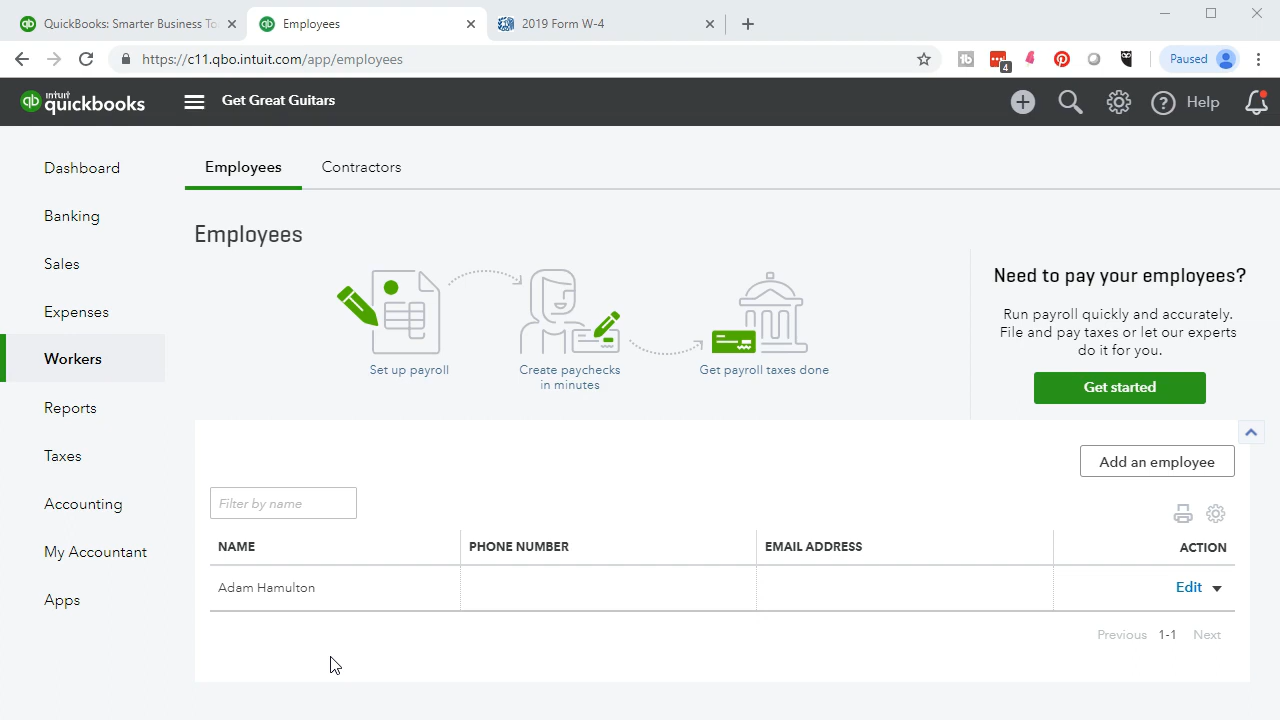 QuickBooks: Smarter Business To
Employees
2019 Form W-4
https://c11.qbo.intuit.com/app/employees
4
Paused
intuit
quickbooks
Get Great Guitars
Help
Dashboard
Banking
Sales
Expenses
Workers
Reports
Taxes
Accounting
My Accountant
Apps
Employees
Contractors
Employees
Set up payroll
Create paychecks
in minutes
Get payroll taxes done
Need to pay your employees?
Run payroll quickly and accurately.
File and pay taxes or let our experts
do it for you.
Get started
Add an employee
Filter by name
NAME
PHONE NUMBER
EMAIL ADDRESS
ACTION
Adam Hamulton
Edit
Previous 1-1 Next